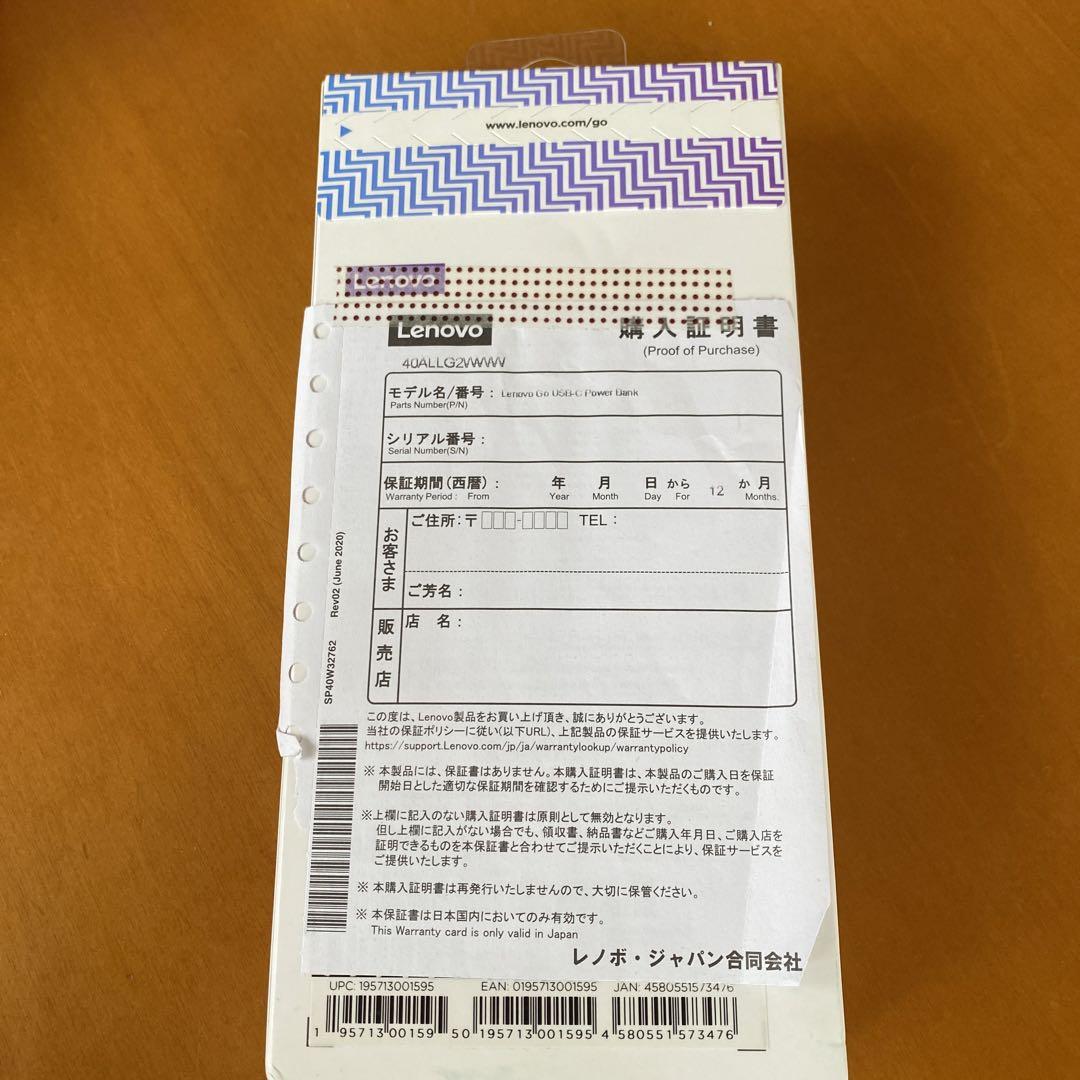 www.lenovo.com/go
Lenovo
Lenovo
購入証明書
(Proof of Purchase)
40ALLG2VWWW
モデル名/番号： Lenovo Go USB-C Power Bank
Parts Number(P/N)
シリアル番号：
Serial Number(S/N)
保証期間(西暦)： 年 月 日 から 12 か月
Warranty Period : From Year Month Day For Months.
お客さま
ご住所：〒 - TEL：
ご芳名：
販売店
店 名：
SP40W32762 Rev02 (June 2020)
この度は、Lenovo製品をお買い上げ頂き、誠にありがとうございます。
当社の保証ポリシーに従い(以下URL)、上記製品の保証サービスを提供いたします。
https://support.Lenovo.com/jp/ja/warrantylookup/warrantypolicy
※ 本製品には、保証書はありません。本購入証明書は、本製品のご購入日を保証
開始日とした適切な保証期間を確認するためにご提示いただくものです。
※上欄に記入のない購入証明書は原則として無効となります。
但し上欄に記入がない場合でも、領収書、納品書などご購入年月日、ご購入店を
証明できるものを本保証書と合わせてご提示いただくことにより、保証サービスを
ご提供いたします。
※ 本購入証明書は再発行いたしませんので、大切に保管ください。
※ 本保証書は日本国内においてのみ有効です。
This Warranty card is only valid in Japan
レノボ・ジャパン合同会社
UPC: 195713001595 EAN: 0195713001595 JAN: 4580551573476
1 95713 00159 5 0 195713 001595 4 580551 573476